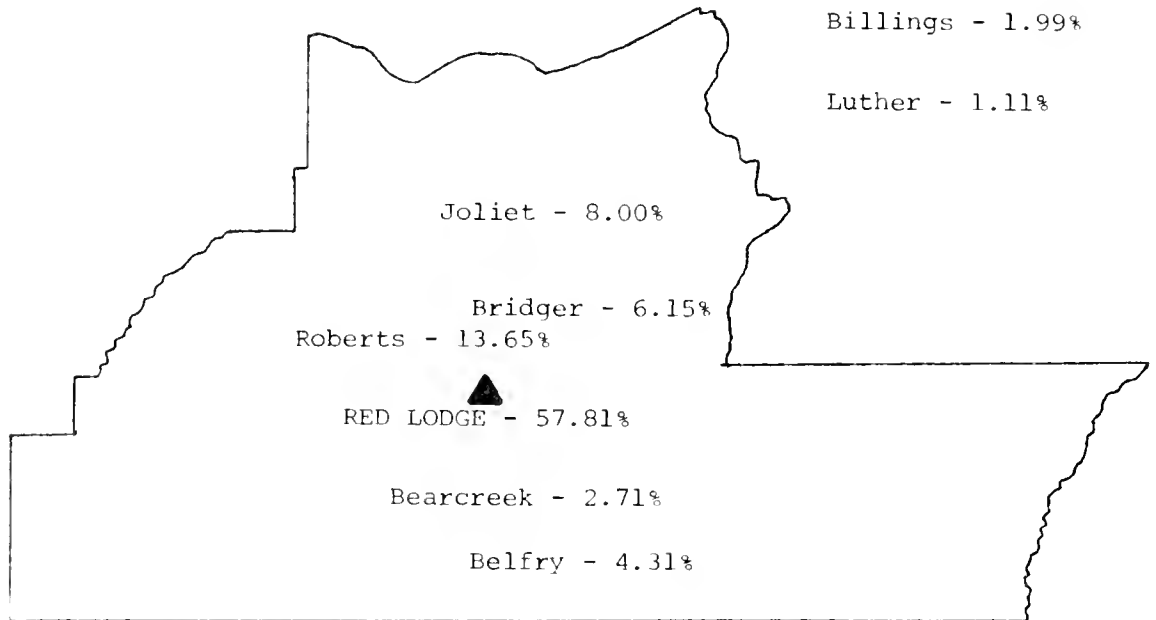 Billings - 1.99%
Luther - 1.11%
Joliet - 8.00%
Bridger - 6.15%
Roberts - 13.65%
RED LODGE - 57.81%
Bearcreek - 2.71%
Belfry - 4.31%